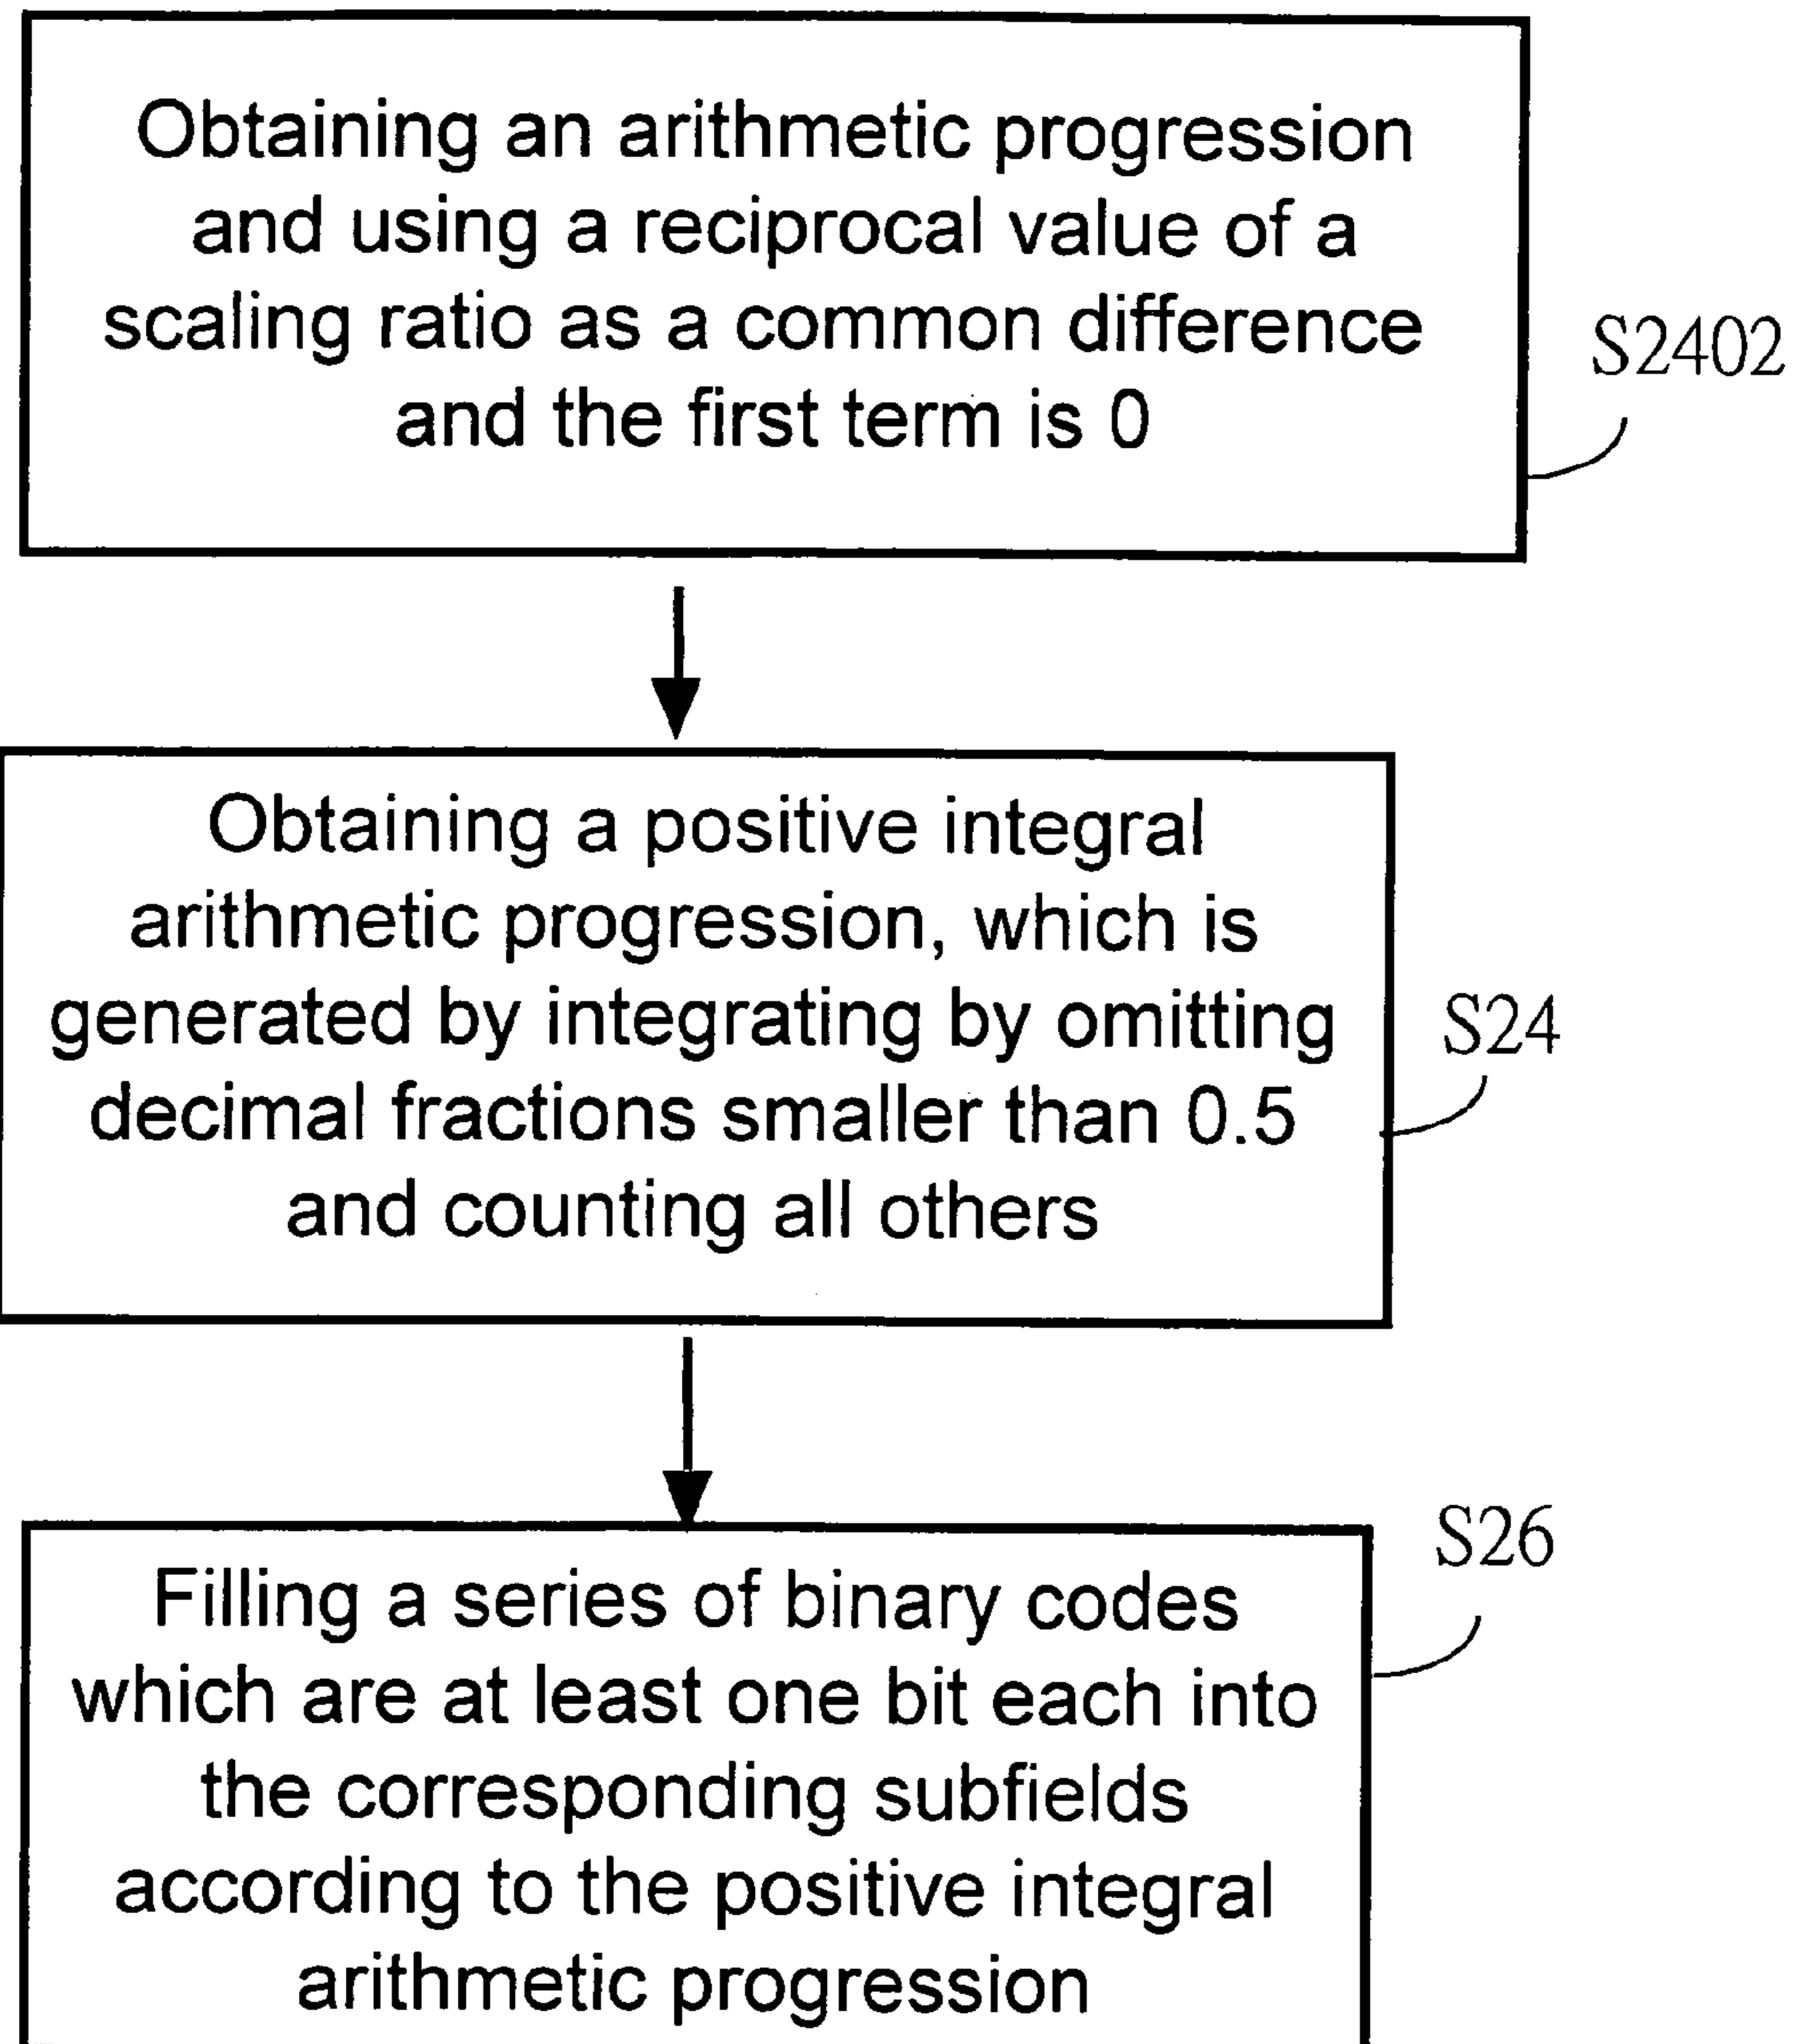 Obtaining an arithmetic progression
and using a reciprocal value of a
scaling ratio as a common difference
and the first term is 0
S2402
Obtaining a positive integral
arithmetic progression, which is
generated by integrating by omitting
decimal fractions smaller than 0.5
and counting all others
S24
Filling a series of binary codes
which are at least one bit each into
the corresponding subfields
according to the positive integral
arithmetic progression
S26